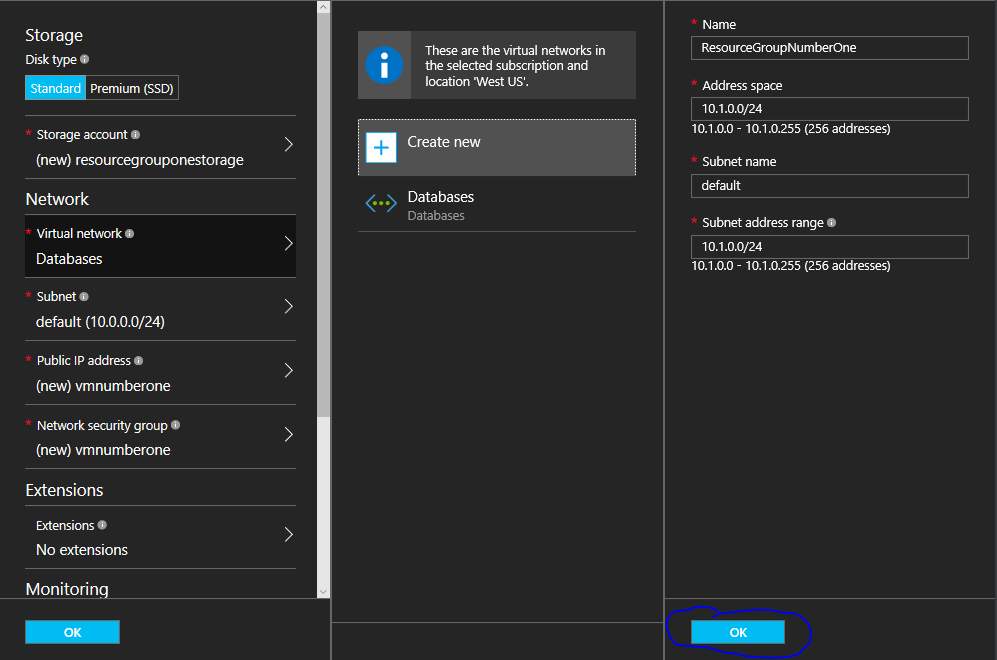 Storage
Disk type
Standard Premium (SSD)
* Storage account
(new) resourcegrouponestorage
Network
* Virtual network
Databases
* Subnet
default (10.0.0.0/24)
* Public IP address
(new) vmnumberone
* Network security group
(new) vmnumberone
Extensions
Extensions
No extensions
Monitoring
OK
These are the virtual networks in
the selected subscription and
location 'West US'.
Create new
Databases
Databases
* Name
ResourceGroupNumberOne
* Address space
10.1.0.0/24
10.1.0.0 - 10.1.0.255 (256 addresses)
* Subnet name
default
* Subnet address range
10.1.0.0/24
10.1.0.0 - 10.1.0.255 (256 addresses)
OK